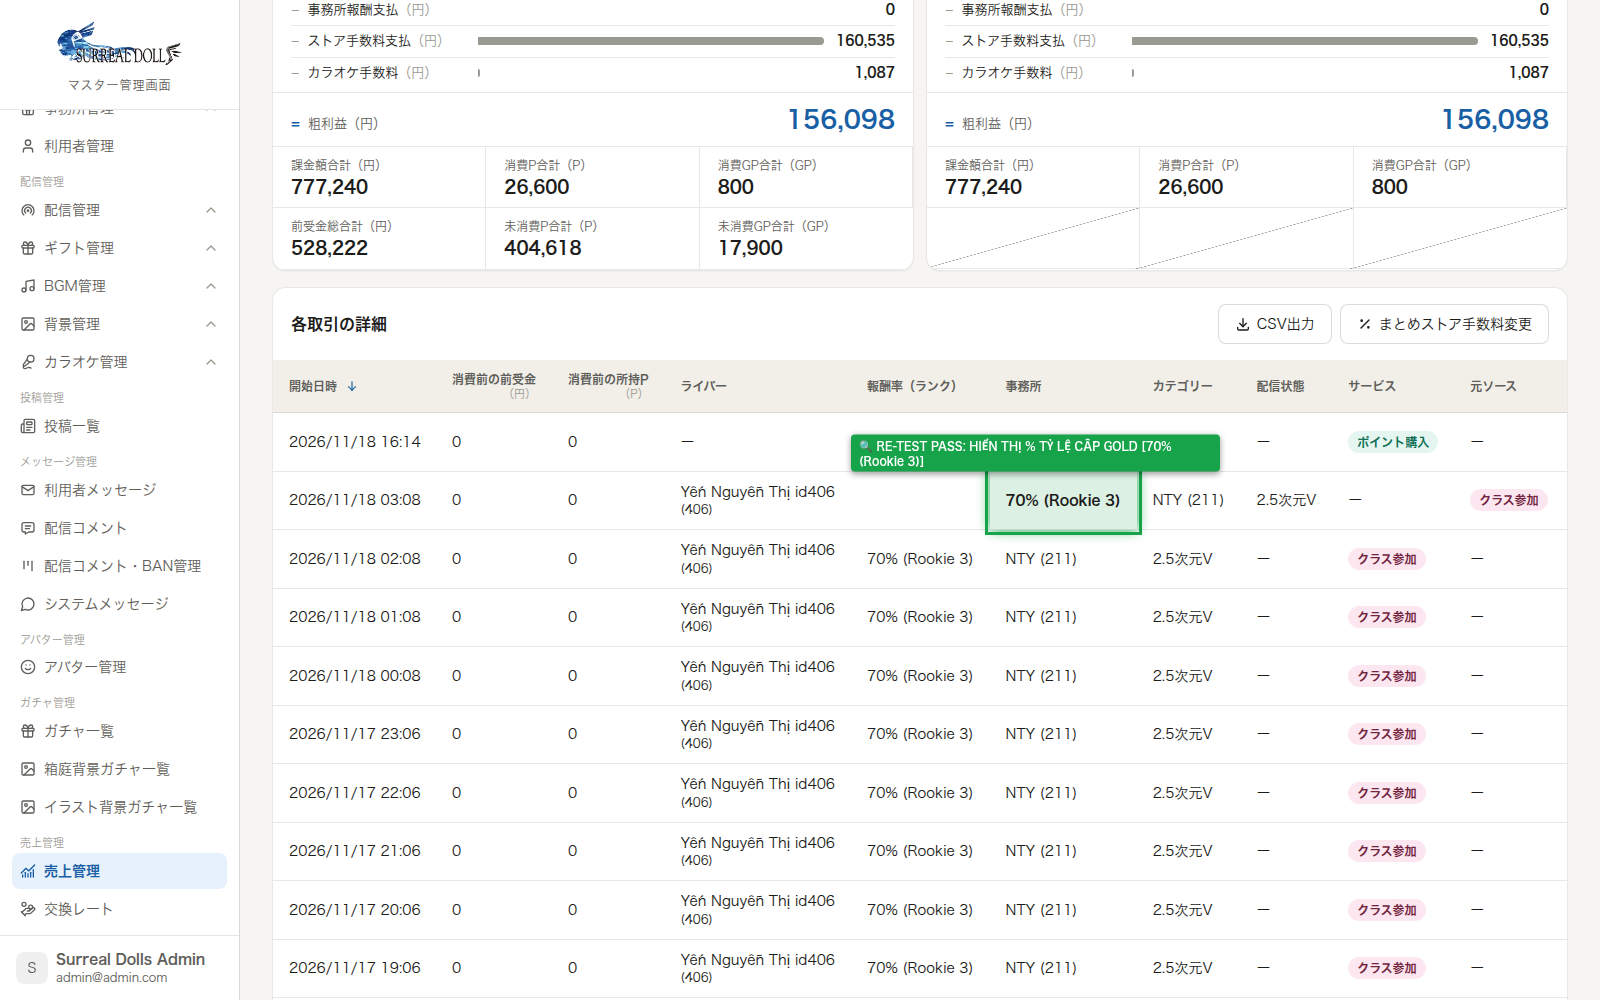 SURREAL DOLLS
マスター管理画面
事務所管理
利用者管理
配信管理
配信管理
ギフト管理
BGM管理
背景管理
カラオケ管理
投稿管理
投稿一覧
メッセージ管理
利用者メッセージ
配信コメント
配信コメント・BAN管理
システムメッセージ
アバター管理
アバター管理
ガチャ管理
ガチャ一覧
箱庭背景ガチャ一覧
イラスト背景ガチャ一覧
売上管理
売上管理
交換レート
S
Surreal Dolls Admin
admin@admin.com
– 事務所報酬支払（円） 0
– ストア手数料支払（円） 160,535
– カラオケ手数料（円） 1,087
= 粗利益（円） 156,098
課金額合計（円） 消費P合計（P） 消費GP合計（GP）
777,240 26,600 800
前受金総合計（円） 未消費P合計（P） 未消費GP合計（GP）
528,222 404,618 17,900
– 事務所報酬支払（円） 0
– ストア手数料支払（円） 160,535
– カラオケ手数料（円） 1,087
= 粗利益（円） 156,098
課金額合計（円） 消費P合計（P） 消費GP合計（GP）
777,240 26,600 800
各取引の詳細 CSV出力 まとめストア手数料変更
開始日時 ↓ 消費前の前受金（円） 消費前の所持P（P） ライバー 報酬率（ランク） 事務所 カテゴリー 配信状態 サービス 元ソース
2026/11/18 16:14 0 0 — — ポイント購入 —
🔍 RE-TEST PASS: HIỂN THỊ % TỶ LỆ CẤP GOLD [70%
(Rookie 3)]
2026/11/18 03:08 0 0 Yến Nguyễn Thị id406 (406) 70% (Rookie 3) NTY (211) 2.5次元V — クラス参加
2026/11/18 02:08 0 0 Yến Nguyễn Thị id406 (406) 70% (Rookie 3) NTY (211) 2.5次元V — クラス参加 —
2026/11/18 01:08 0 0 Yến Nguyễn Thị id406 (406) 70% (Rookie 3) NTY (211) 2.5次元V — クラス参加 —
2026/11/18 00:08 0 0 Yến Nguyễn Thị id406 (406) 70% (Rookie 3) NTY (211) 2.5次元V — クラス参加 —
2026/11/17 23:06 0 0 Yến Nguyễn Thị id406 (406) 70% (Rookie 3) NTY (211) 2.5次元V — クラス参加 —
2026/11/17 22:06 0 0 Yến Nguyễn Thị id406 (406) 70% (Rookie 3) NTY (211) 2.5次元V — クラス参加 —
2026/11/17 21:06 0 0 Yến Nguyễn Thị id406 (406) 70% (Rookie 3) NTY (211) 2.5次元V — クラス参加 —
2026/11/17 20:06 0 0 Yến Nguyễn Thị id406 (406) 70% (Rookie 3) NTY (211) 2.5次元V — クラス参加 —
2026/11/17 19:06 0 0 Yến Nguyễn Thị id406 (406) 70% (Rookie 3) NTY (211) 2.5次元V — クラス参加 —